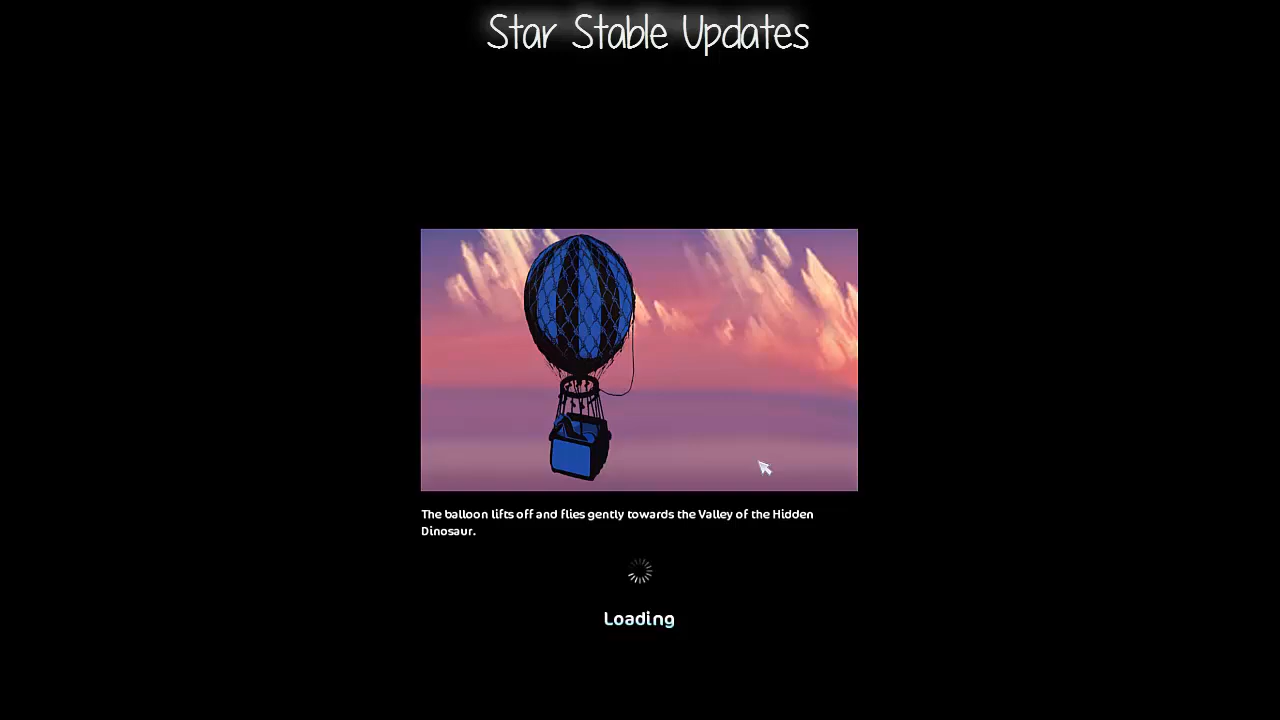 Star Stable Updates
The balloon lifts off and flies gently towards the Valley of the Hidden
Dinosaur.
Loading